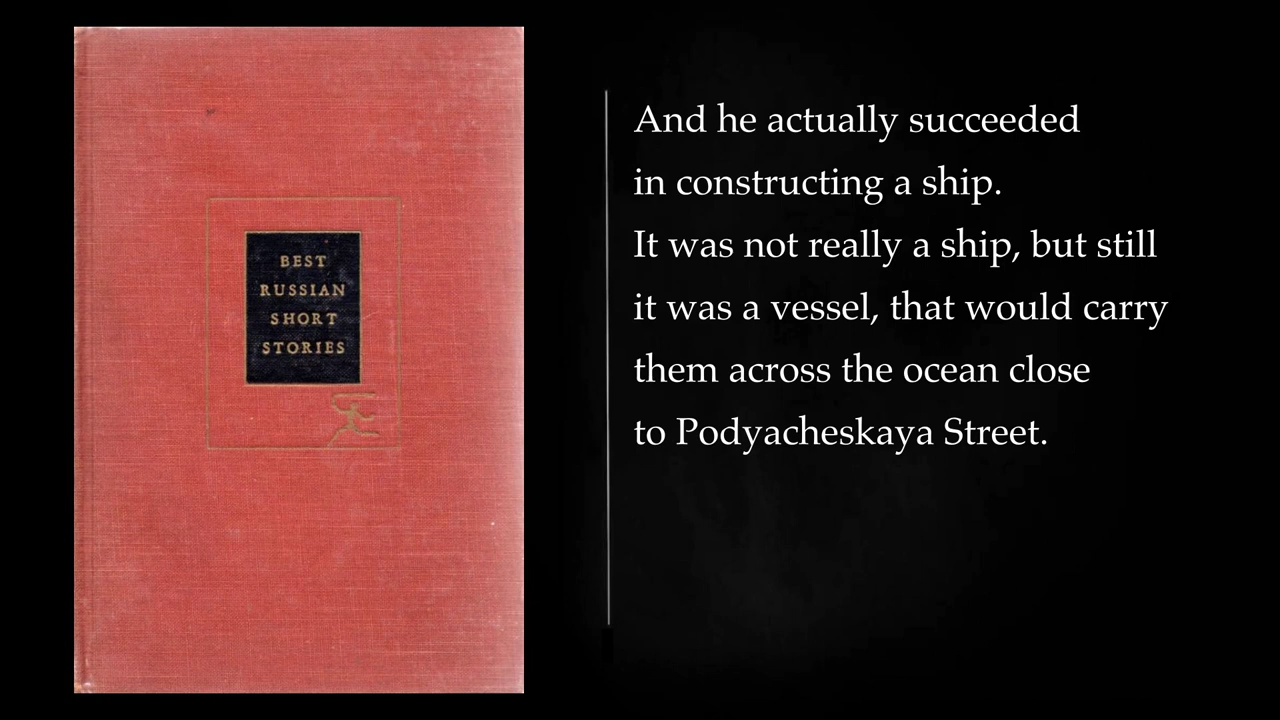 BEST
RUSSIAN
SHORT
STORIES
And he actually succeeded
in constructing a ship.
It was not really a ship, but still
it was a vessel, that would carry
them across the ocean close
to Podyacheskaya Street.